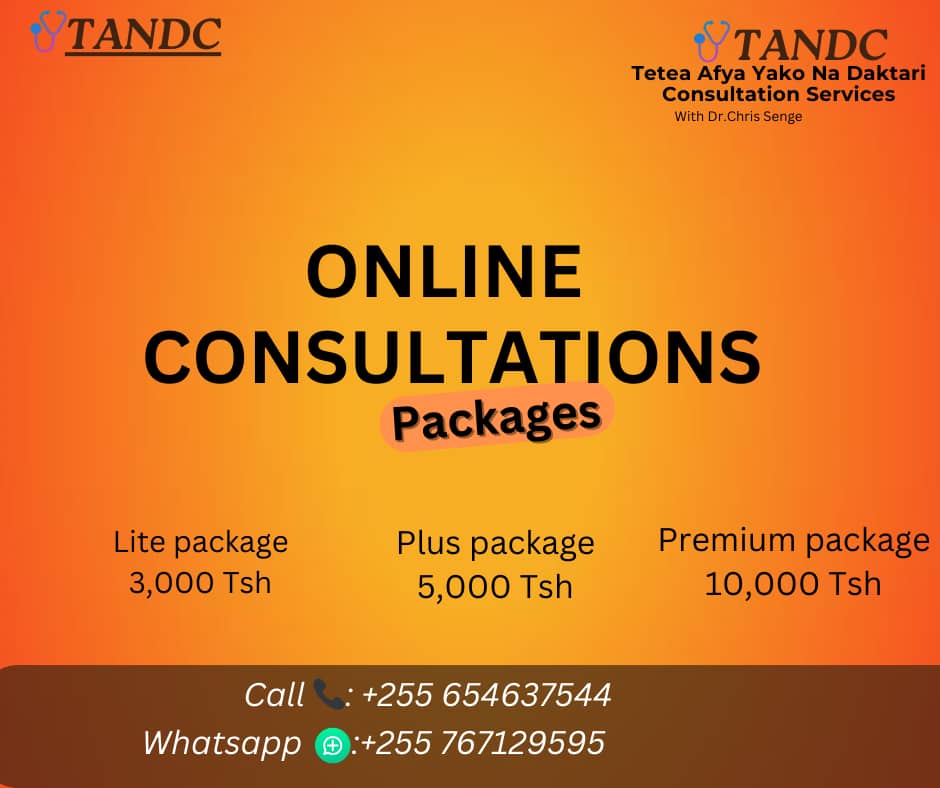 TANDC
TANDC
Tetea Afya Yako Na Daktari
Consultation Services
With Dr.Chris Senge
ONLINE
CONSULTATIONS
Packages
Lite package
3,000 Tsh
Plus package
5,000 Tsh
Premium package
10,000 Tsh
Call : +255 654637544
Whatsapp :+255 767129595